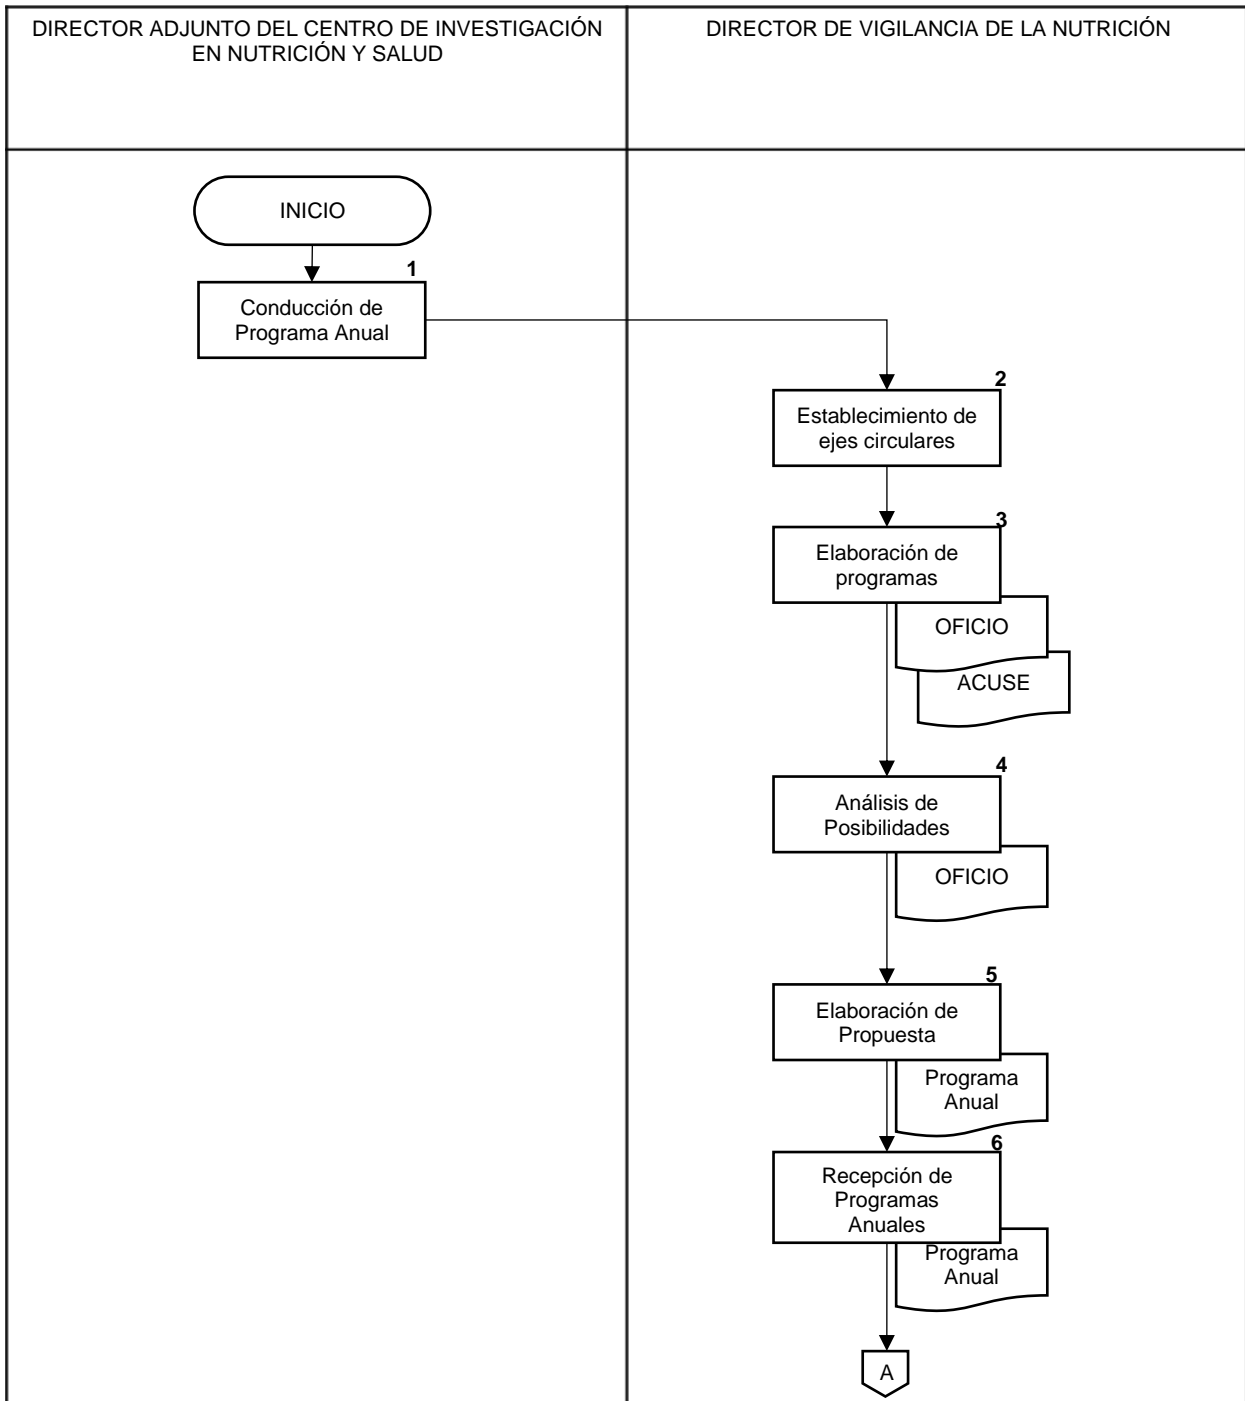 DIRECTOR ADJUNTO DEL CENTRO DE INVESTIGACIÓN
EN NUTRICIÓN Y SALUD
DIRECTOR DE VIGILANCIA DE LA NUTRICIÓN
INICIO
1
Conducción de
Programa Anual
2
Establecimiento de
ejes circulares
3
Elaboración de
programas
OFICIO
ACUSE
4
Análisis de
Posibilidades
OFICIO
5
Elaboración de
Propuesta
Programa
Anual
6
Recepción de
Programas
Anuales
Programa
Anual
A